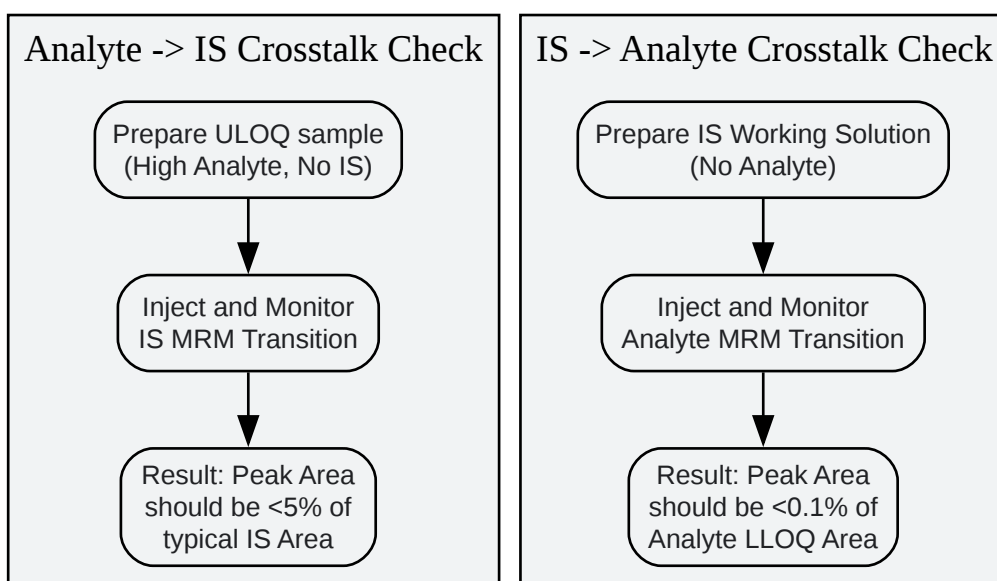 Analyte -> IS Crosstalk Check
Prepare ULOQ sample
(High Analyte, No IS)
Inject and Monitor
IS MRM Transition
Result: Peak Area
should be <5% of
typical IS Area
IS -> Analyte Crosstalk Check
Prepare IS Working Solution
(No Analyte)
Inject and Monitor
Analyte MRM Transition
Result: Peak Area
should be <0.1% of
Analyte LLOQ Area